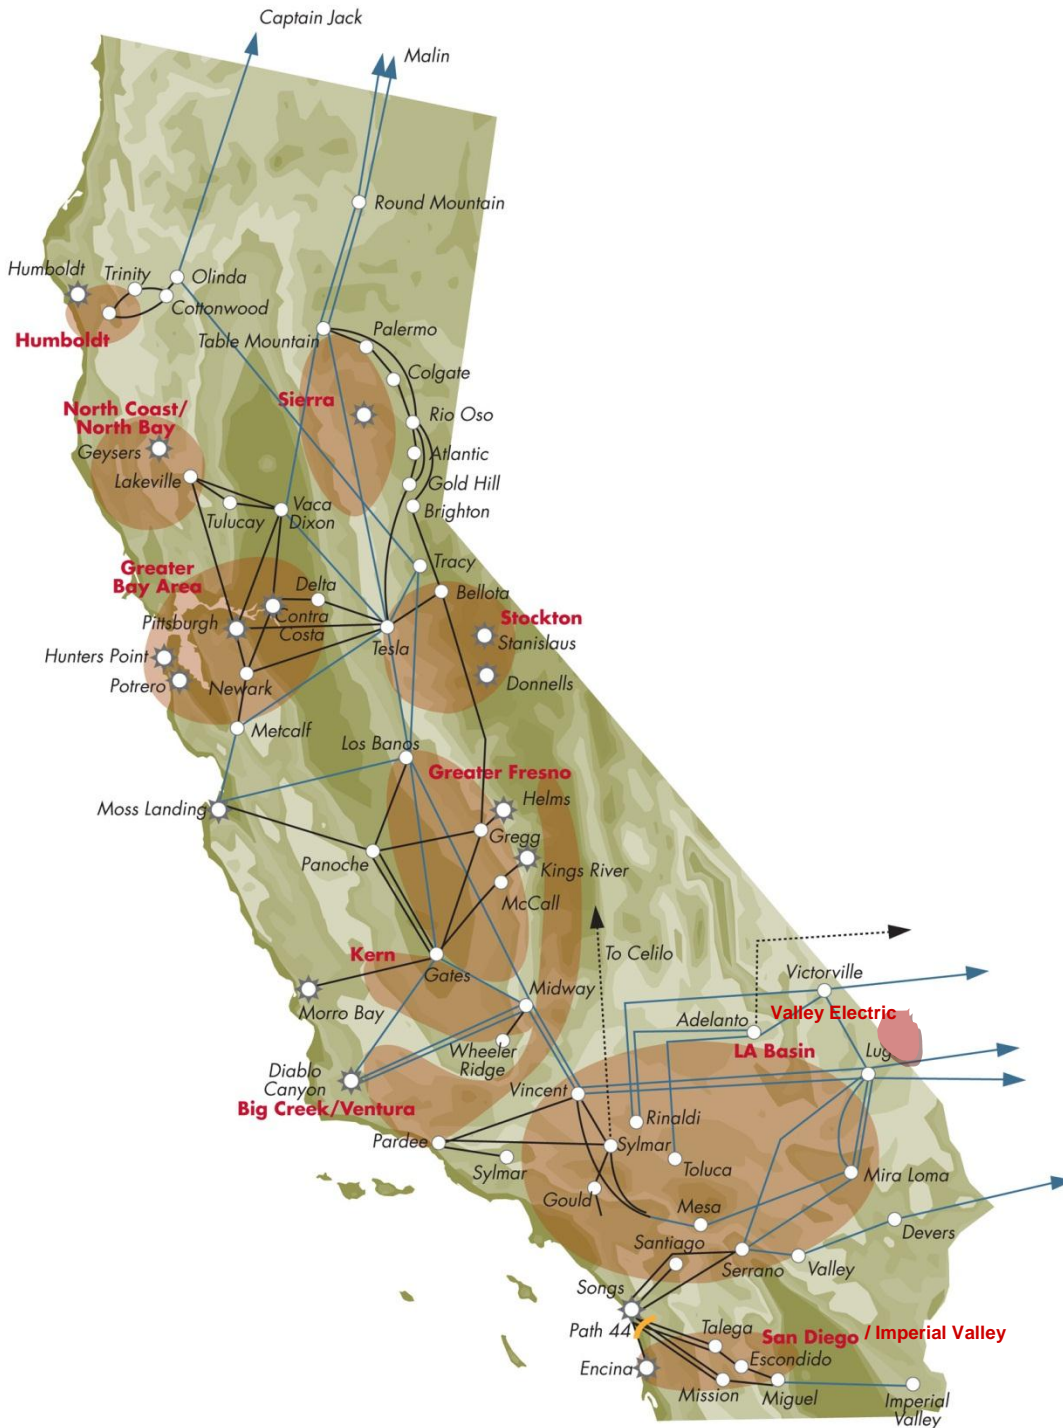 Captain Jack
Malin
Round Mountain
Humboldt
Trinity
Olinda
Cottonwood
Humboldt
Table Mountain
Palermo
Colgate
Sierra
Rio Oso
North Coast/
North Bay
Geysers
Atlantic
Lakeville
Gold Hill
Tulucay
Vaca
Dixon
Brighton
Tracy
Greater
Bay Area
Delta
Bellota
Pittsburgh
Contra
Costa
Tesla
Stockton
Stanislaus
Hunters Point
Potrero
Newark
Donnells
Metcalf
Los Banos
Greater Fresno
Moss Landing
Helms
Gregg
Panoche
Kings River
McCall
Kern
Gates
To Celilo
Morro Bay
Midway
Victorville
Adelanto
Valley Electric
Wheeler
Ridge
LA Basin
Lug
Diablo
Canyon
Vincent
Big Creek/Ventura
Rinaldi
Pardee
Sylmar
Sylmar
Toluca
Mira Loma
Gould
Mesa
Devers
Santiago
Serrano
Valley
Songs
Path 44
Talega
San Diego / Imperial Valley
Encina
Escondido
Mission
Miguel
Imperial
Valley